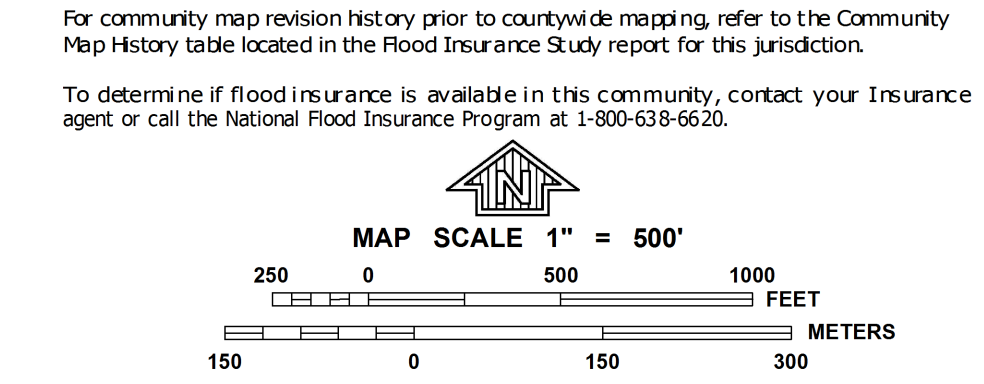 For community map revision history prior to countywide mapping, refer to the Community
Map History table located in the Flood Insurance Study report for this jurisdiction.
To determine if flood insurance is available in this community, contact your Insurance
agent or call the National Flood Insurance Program at 1-800-638-6620.
N
MAP SCALE 1" = 500'
250 0 500 1000
FEET
METERS
150 0 150 300